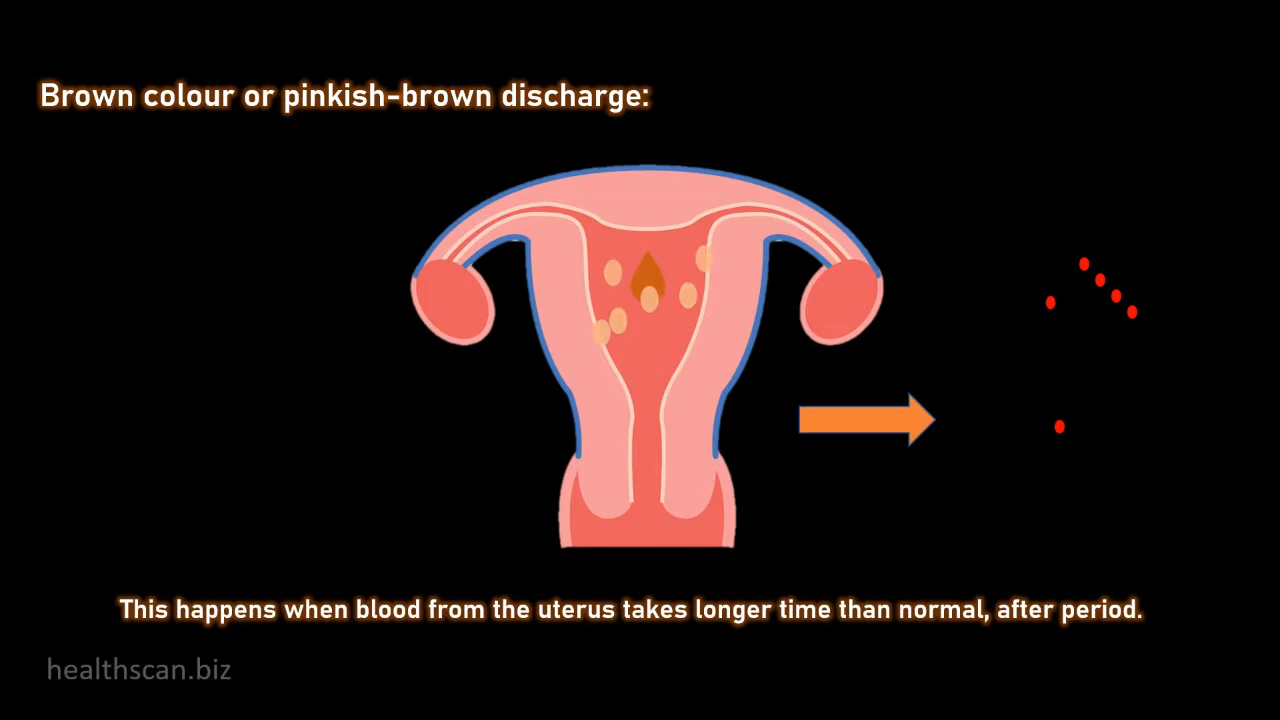 Brown colour or pinkish-brown discharge:
This happens when blood from the uterus takes longer time than normal, after period.
healthscan.biz